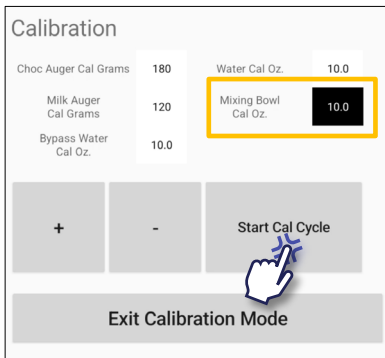 Calibration
Choc Auger Cal Grams 180 Water Cal Oz. 10.0
Milk Auger
Cal Grams
120
Mixing Bowl
Cal Oz.
10.0
Bypass Water
Cal Oz.
10.0
+ - Start Cal Cycle
Exit Calibration Mode